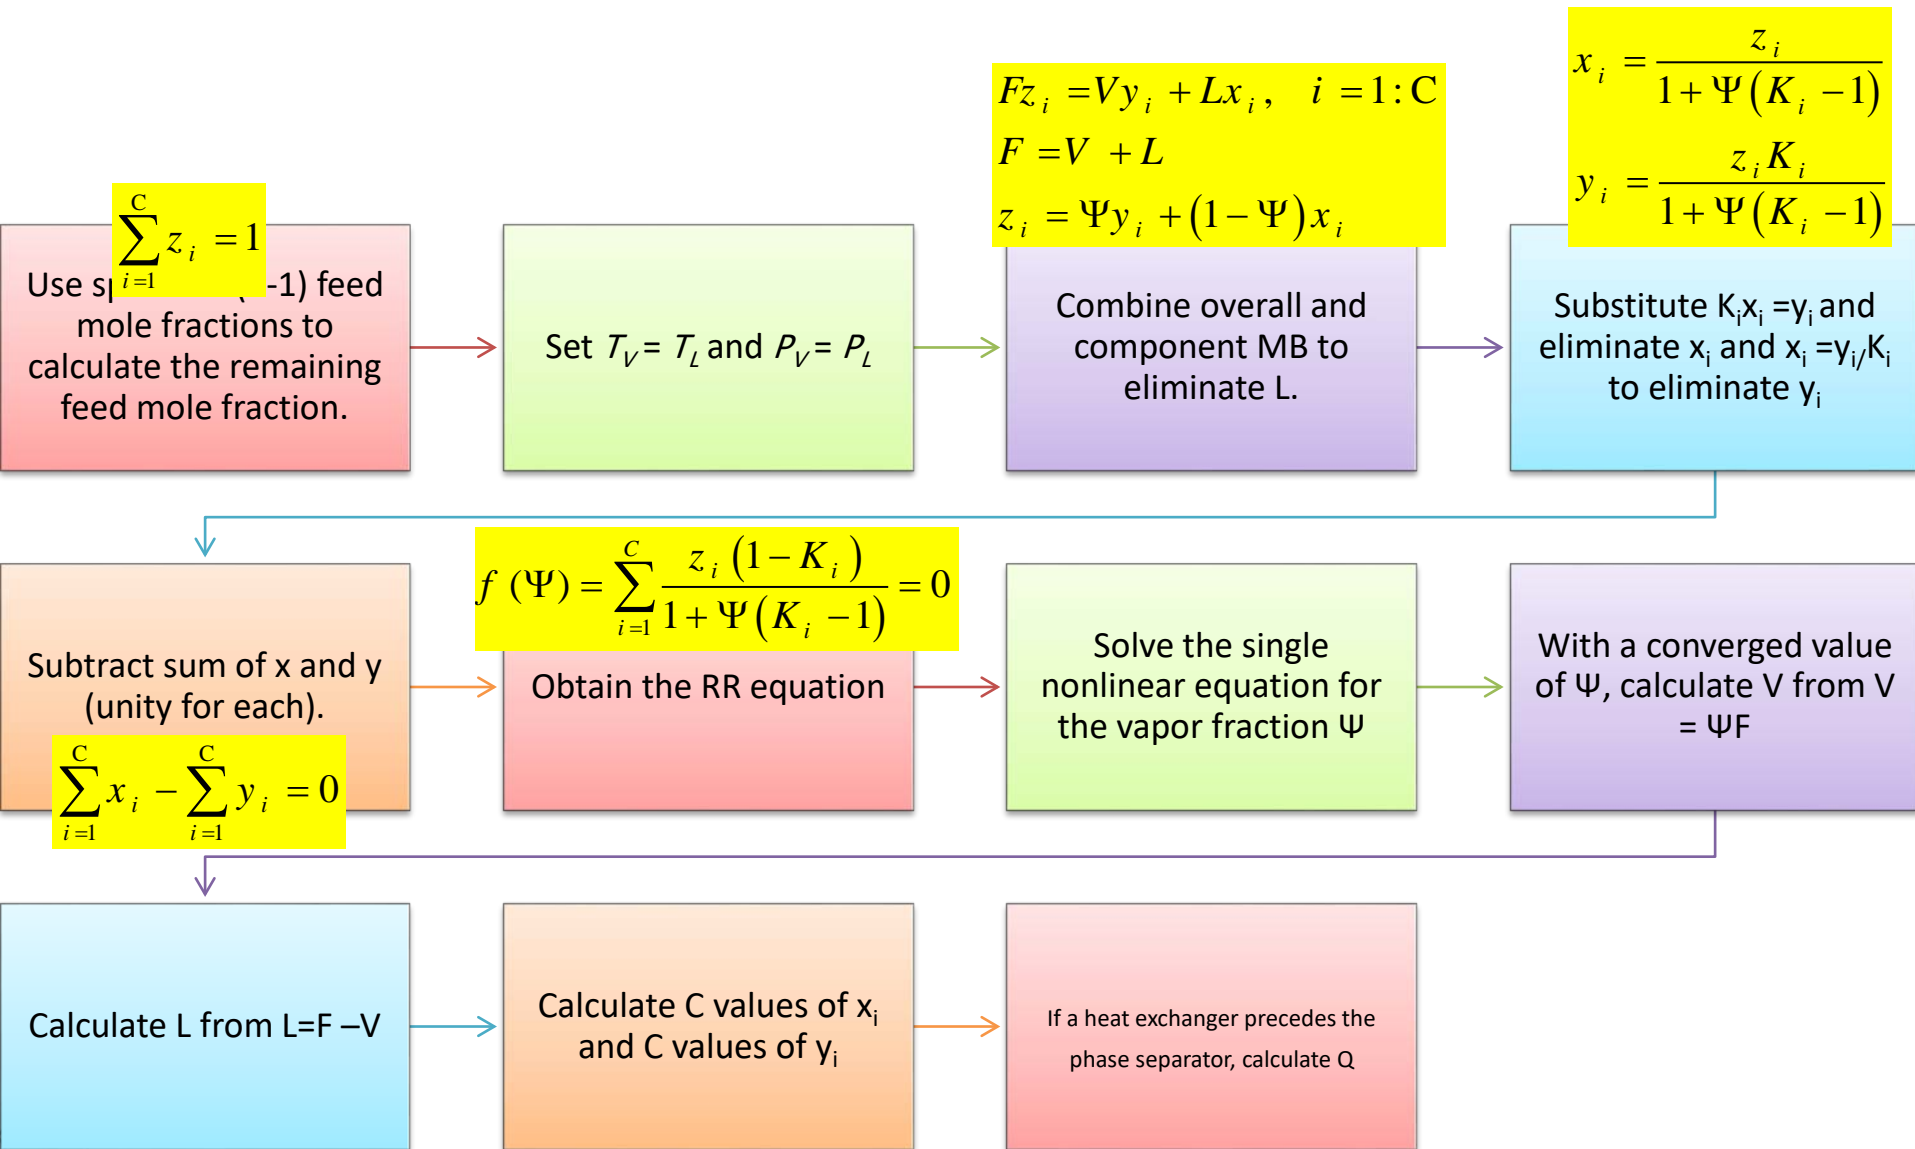 ∑_{i=1}^{C} z_i = 1
Use sp (-1) feed
mole fractions to
calculate the remaining
feed mole fraction.
Set T_V = T_L and P_V = P_L
Fz_i = Vy_i + Lx_i, i = 1:C
F = V + L
z_i = Ψy_i + (1 − Ψ)x_i
Combine overall and
component MB to
eliminate L.
x_i = z_i / (1 + Ψ(K_i − 1))
y_i = z_i K_i / (1 + Ψ(K_i − 1))
Substitute K_i x_i =y_i and
eliminate x_i and x_i =y_i/K_i
to eliminate y_i
Subtract sum of x and y
(unity for each).
∑_{i=1}^{C} x_i − ∑_{i=1}^{C} y_i = 0
f (Ψ) = ∑_{i=1}^{C} z_i (1 − K_i) / (1 + Ψ(K_i − 1)) = 0
Obtain the RR equation
Solve the single
nonlinear equation for
the vapor fraction Ψ
With a converged value
of Ψ, calculate V from V
= ΨF
Calculate L from L=F –V
Calculate C values of x_i
and C values of y_i
If a heat exchanger precedes the
phase separator, calculate Q